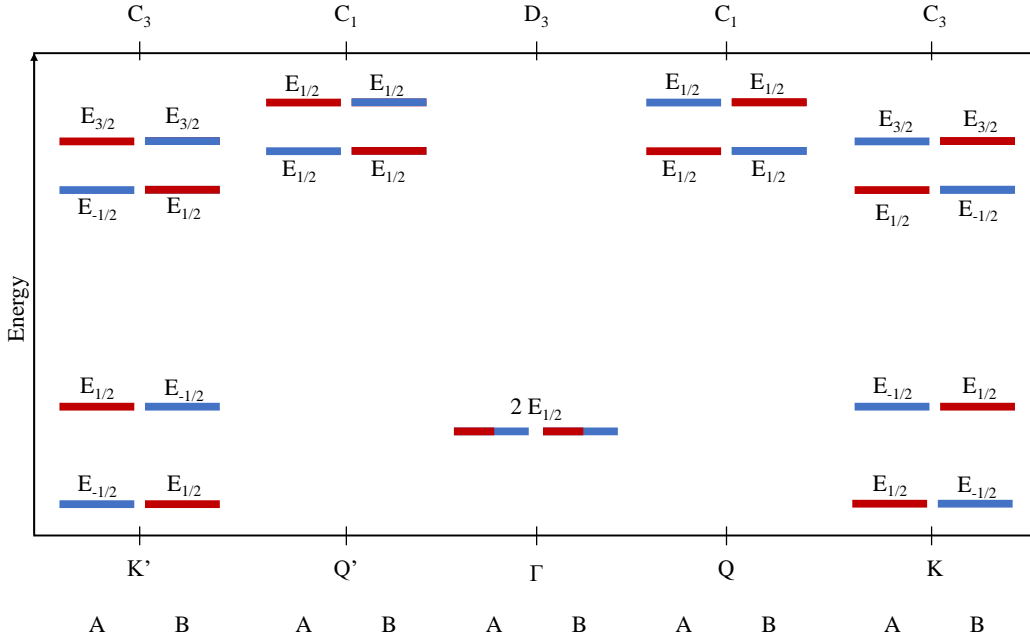 C3 C1 D3 C1 C3
E1/2 E1/2 E1/2 E1/2
E3/2 E3/2 E3/2 E3/2
E1/2 E1/2 E1/2 E1/2
E-1/2 E1/2 E1/2 E-1/2
Energy
E1/2 E-1/2 E-1/2 E1/2
2 E1/2
E-1/2 E1/2 E1/2 E-1/2
K’ Q’ Γ Q K
A B A B A B A B A B